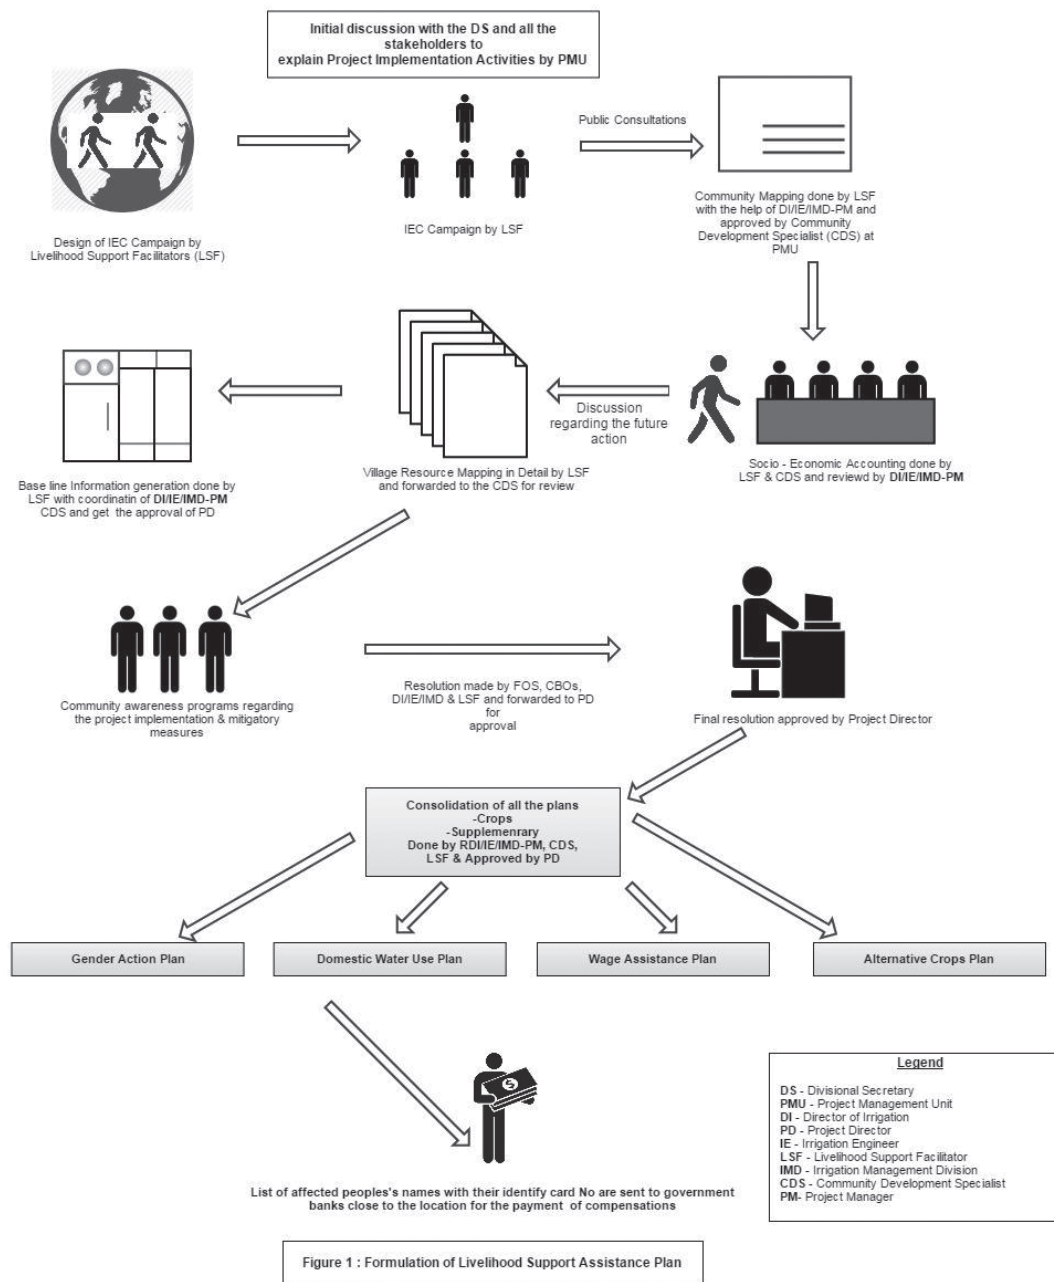 Initial discussion with the DS and all the
stakeholders to
explain Project Implementation Activities by PMU
Design of IEC Campaign by
Livelihood Support Facilitators (LSF)
IEC Campaign by LSF
Public Consultations
Community Mapping done by LSF
with the help of DI/IE/IMD-PM and
approved by Community
Development Specialist (CDS) at
PMU
Socio - Economic Accounting done by
LSF & CDS and reviewd by DI/IE/IMD-PM
Discussion
regarding the future
action
Village Resource Mapping in Detail by LSF
and forwarded to the CDS for review
Base line Information generation done by
LSF with coordinatin of DI/IE/IMD-PM
CDS and get the approval of PD
Community awareness programs regarding
the project implementation & mitigatory
measures
Resolution made by FOS, CBOs,
DI/IE/IMD & LSF and forwarded to PD
for
approval
Final resolution approved by Project Director
Consolidation of all the plans
-Crops
-Supplemenrary
Done by RDI/IE/IMD-PM, CDS,
LSF & Approved by PD
Gender Action Plan
Domestic Water Use Plan
Wage Assistance Plan
Alternative Crops Plan
$
List of affected peoples's names with their identify card No are sent to government
banks close to the location for the payment of compensations
Legend
DS - Divisional Secretary
PMU - Project Management Unit
DI - Director of Irrigation
PD - Project Director
IE - Irrigation Engineer
LSF - Livelihood Support Facilitator
IMD - Irrigation Management Division
CDS - Community Development Specialist
PM- Project Manager
Figure 1 : Formulation of Livelihood Support Assistance Plan